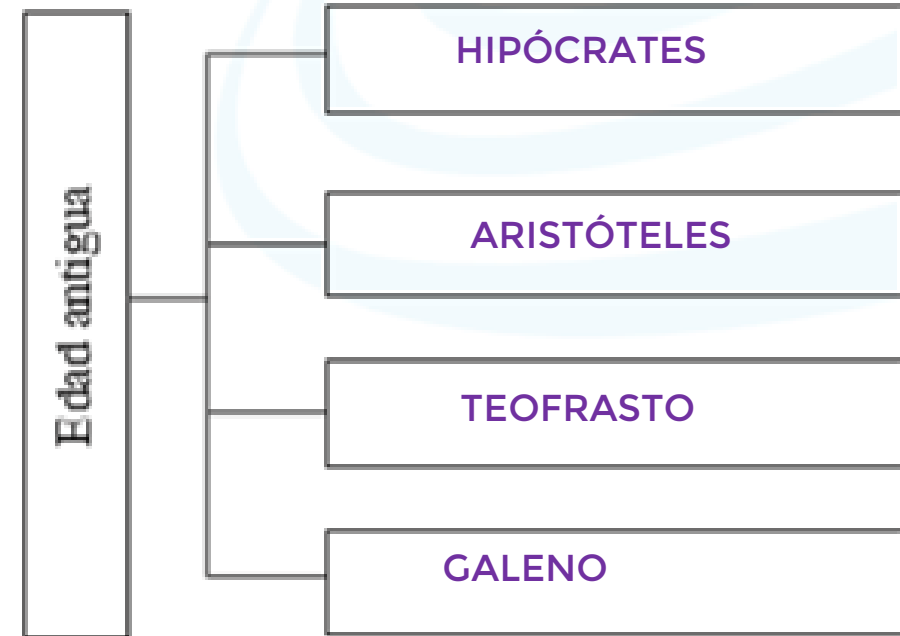 Edad antigua
HIPÓCRATES
ARISTÓTELES
TEOFRASTO
GALENO